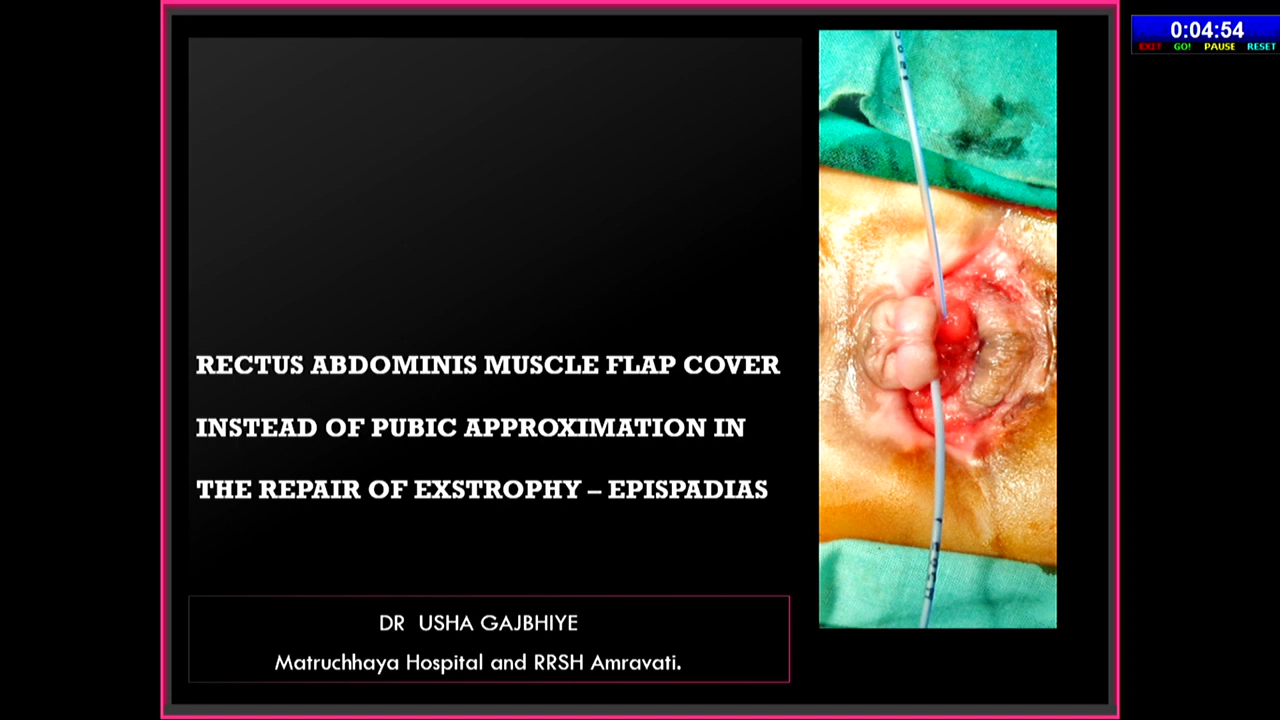 0:04:54
EXIT GO! PAUSE RESET
RECTUS ABDOMINIS MUSCLE FLAP COVER
INSTEAD OF PUBIC APPROXIMATION IN
THE REPAIR OF EXSTROPHY – EPISPADIAS
DR USHA GAJBHIYE
Matruchhaya Hospital and RRSH Amravati.